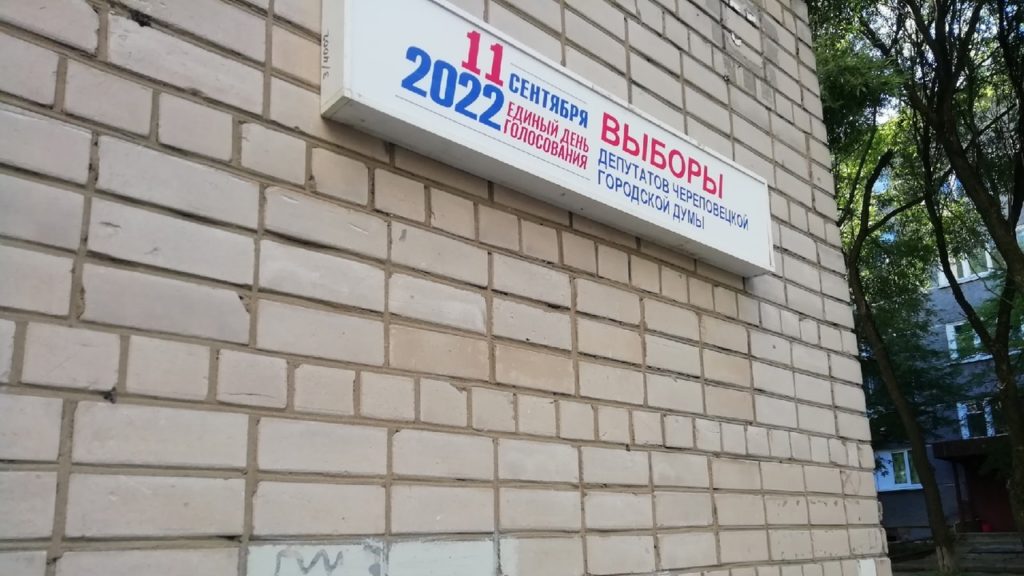 11 СЕНТЯБРЯ
2022 ЕДИНЫЙ ДЕНЬ
ГОЛОСОВАНИЯ
ВЫБОРЫ
ДЕПУТАТОВ ЧЕРЕПОВЕЦКОЙ
ГОРОДСКОЙ ДУМЫ